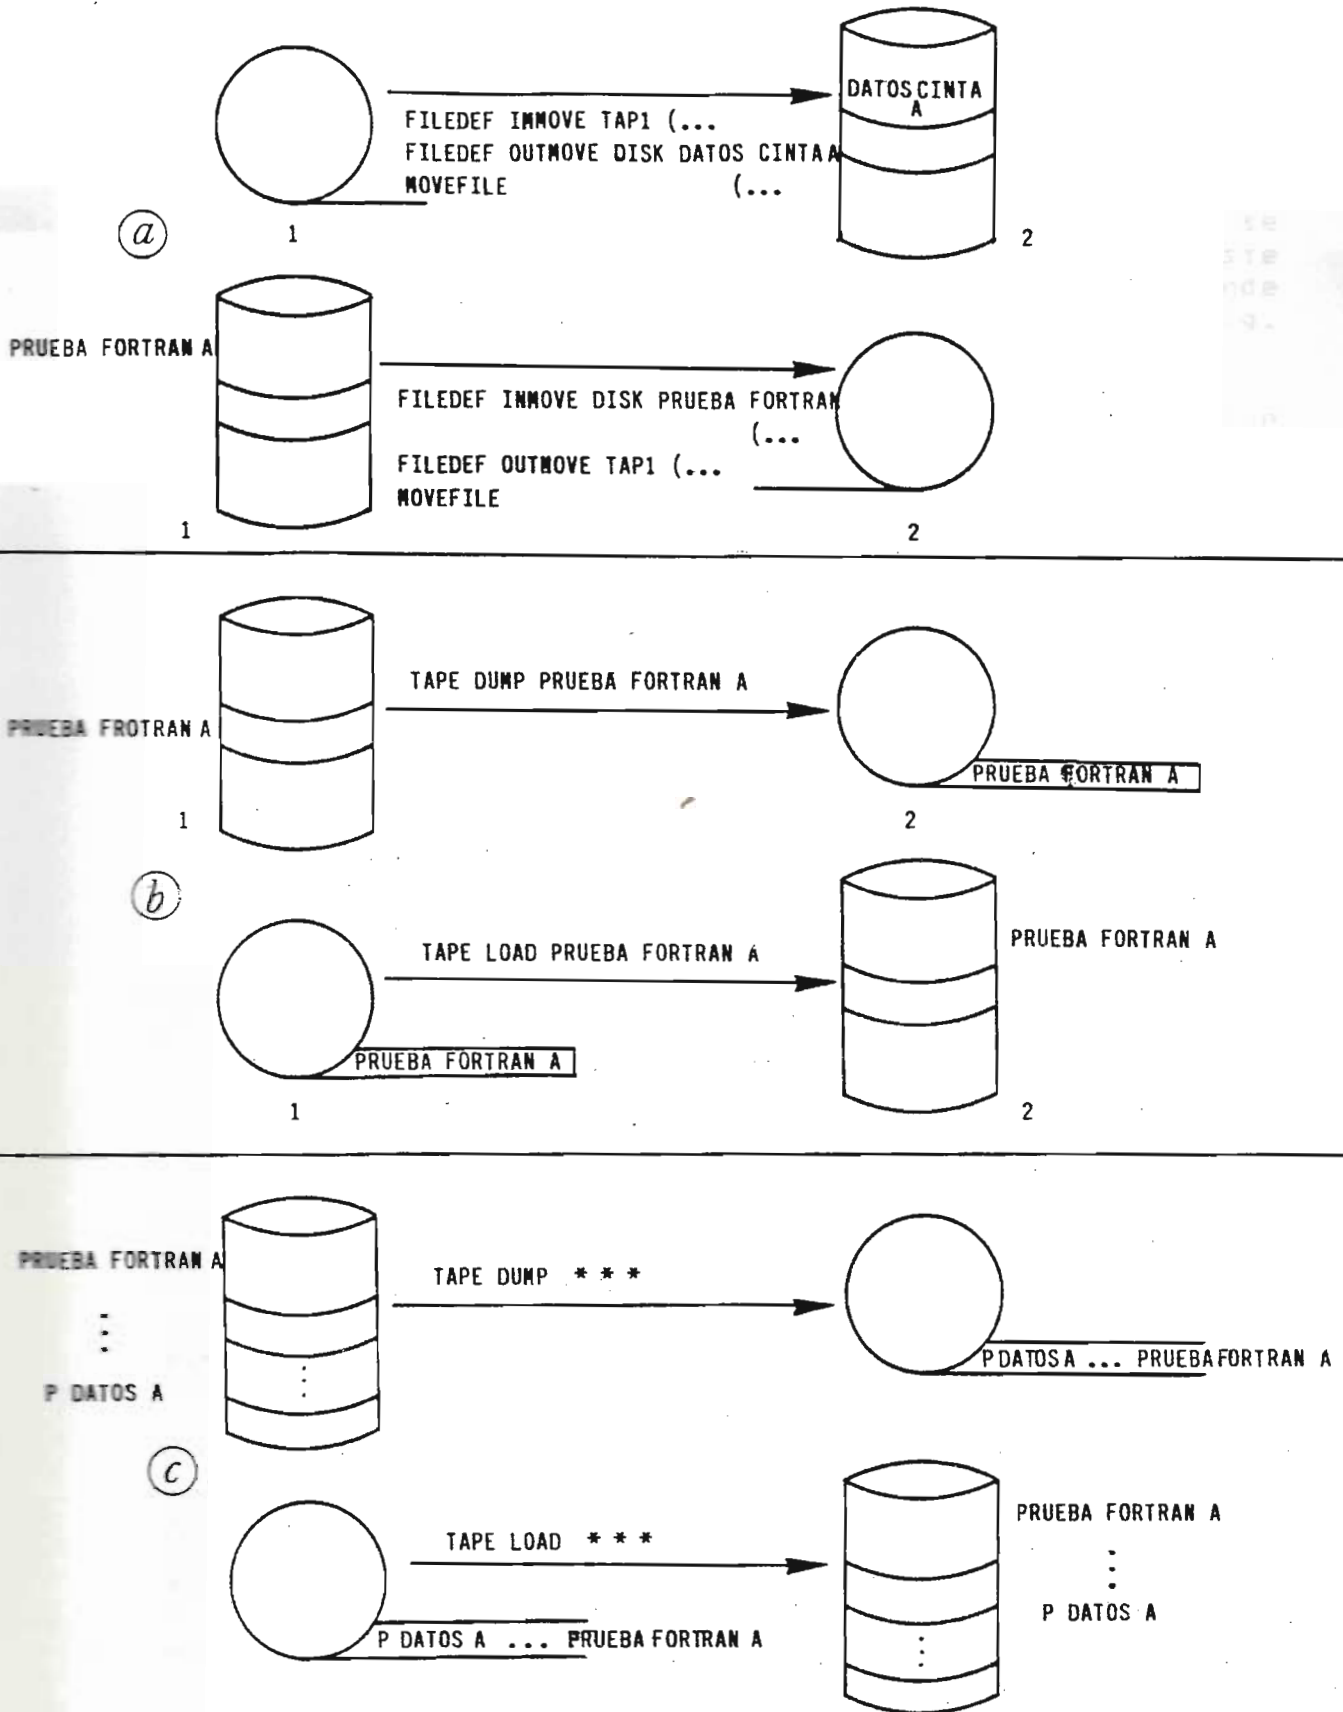 DATOS CINTA
A
FILEDEF INMOVE TAP1 (...
FILEDEF OUTMOVE DISK DATOS CINTA A
MOVEFILE (...
a
1
2
PRUEBA FORTRAN A
FILEDEF INMOVE DISK PRUEBA FORTRAN
(...
FILEDEF OUTMOVE TAP1 (...
MOVEFILE
1
2
TAPE DUMP PRUEBA FORTRAN A
PRUEBA FROTRAN A
PRUEBA FORTRAN A
1
2
b
TAPE LOAD PRUEBA FORTRAN A
PRUEBA FORTRAN A
PRUEBA FORTRAN A
1
2
PRUEBA FORTRAN A
TAPE DUMP * * *
P DATOS A ... PRUEBA FORTRAN A
P DATOS A
c
TAPE LOAD * * *
PRUEBA FORTRAN A
P DATOS A
P DATOS A ... PRUEBA FORTRAN A